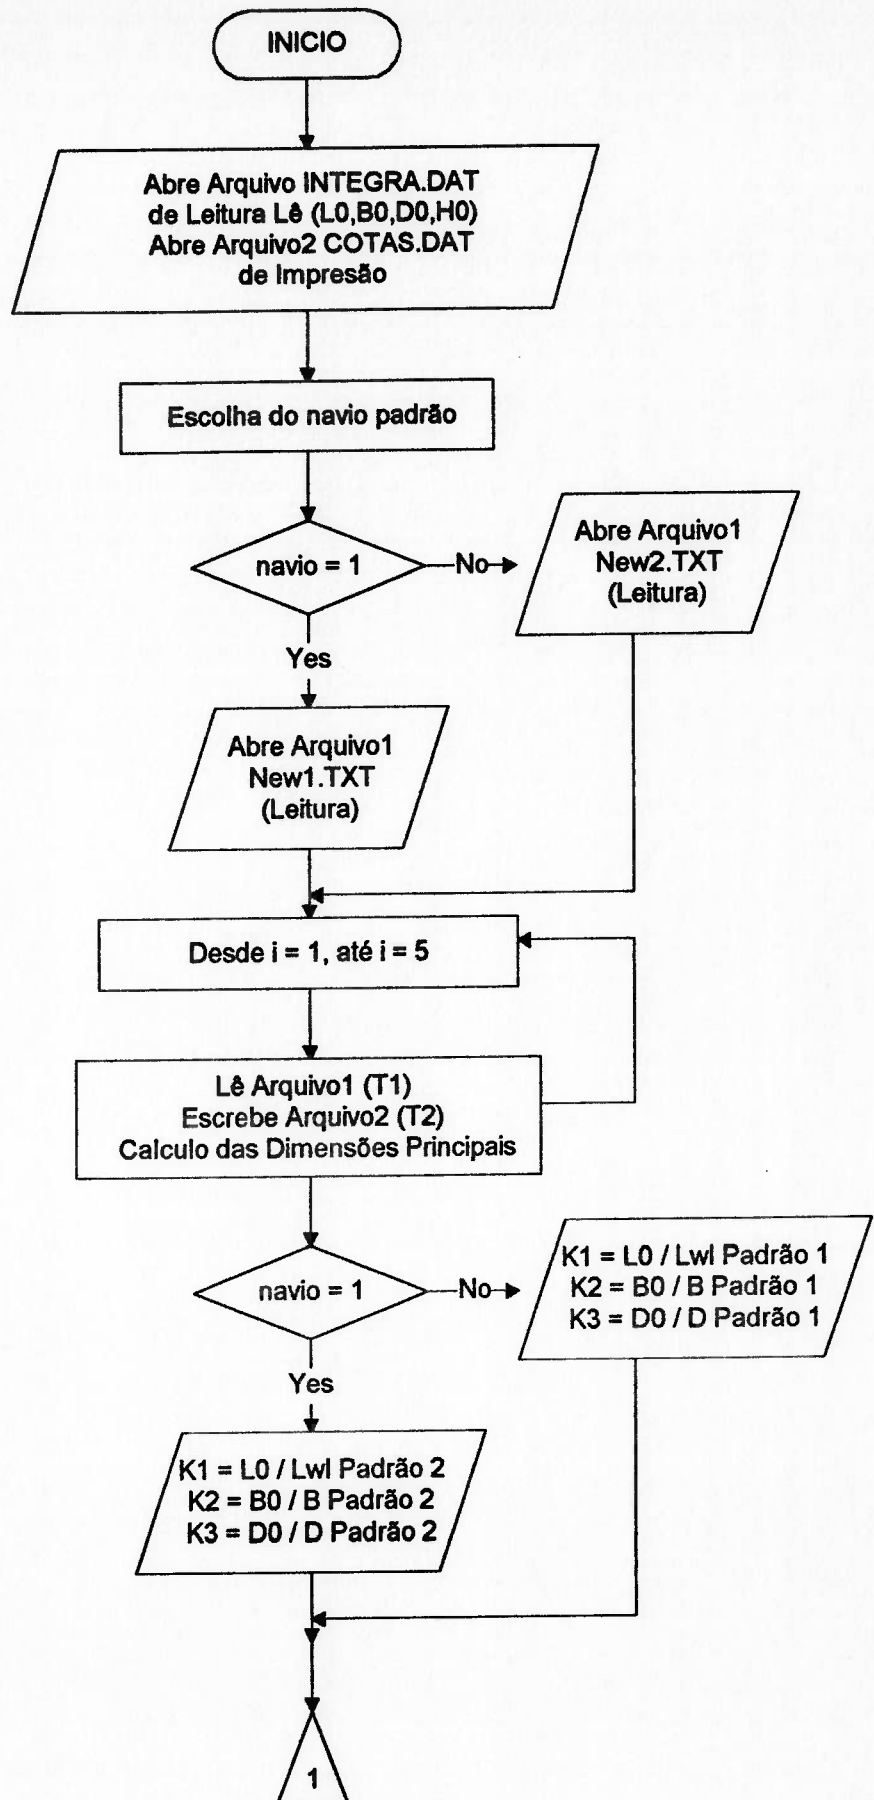 INICIO
Abre Arquivo INTEGRA.DAT
de Leitura Lê (L0,B0,D0,H0)
Abre Arquivo2 COTAS.DAT
de Impresão
Escolha do navio padrão
navio = 1
No
Abre Arquivo1
New2.TXT
(Leitura)
Yes
Abre Arquivo1
New1.TXT
(Leitura)
Desde i = 1, até i = 5
Lê Arquivo1 (T1)
Escrebe Arquivo2 (T2)
Calculo das Dimensões Principais
navio = 1
No
K1 = L0 / Lwl Padrão 1
K2 = B0 / B Padrão 1
K3 = D0 / D Padrão 1
Yes
K1 = L0 / Lwl Padrão 2
K2 = B0 / B Padrão 2
K3 = D0 / D Padrão 2
1